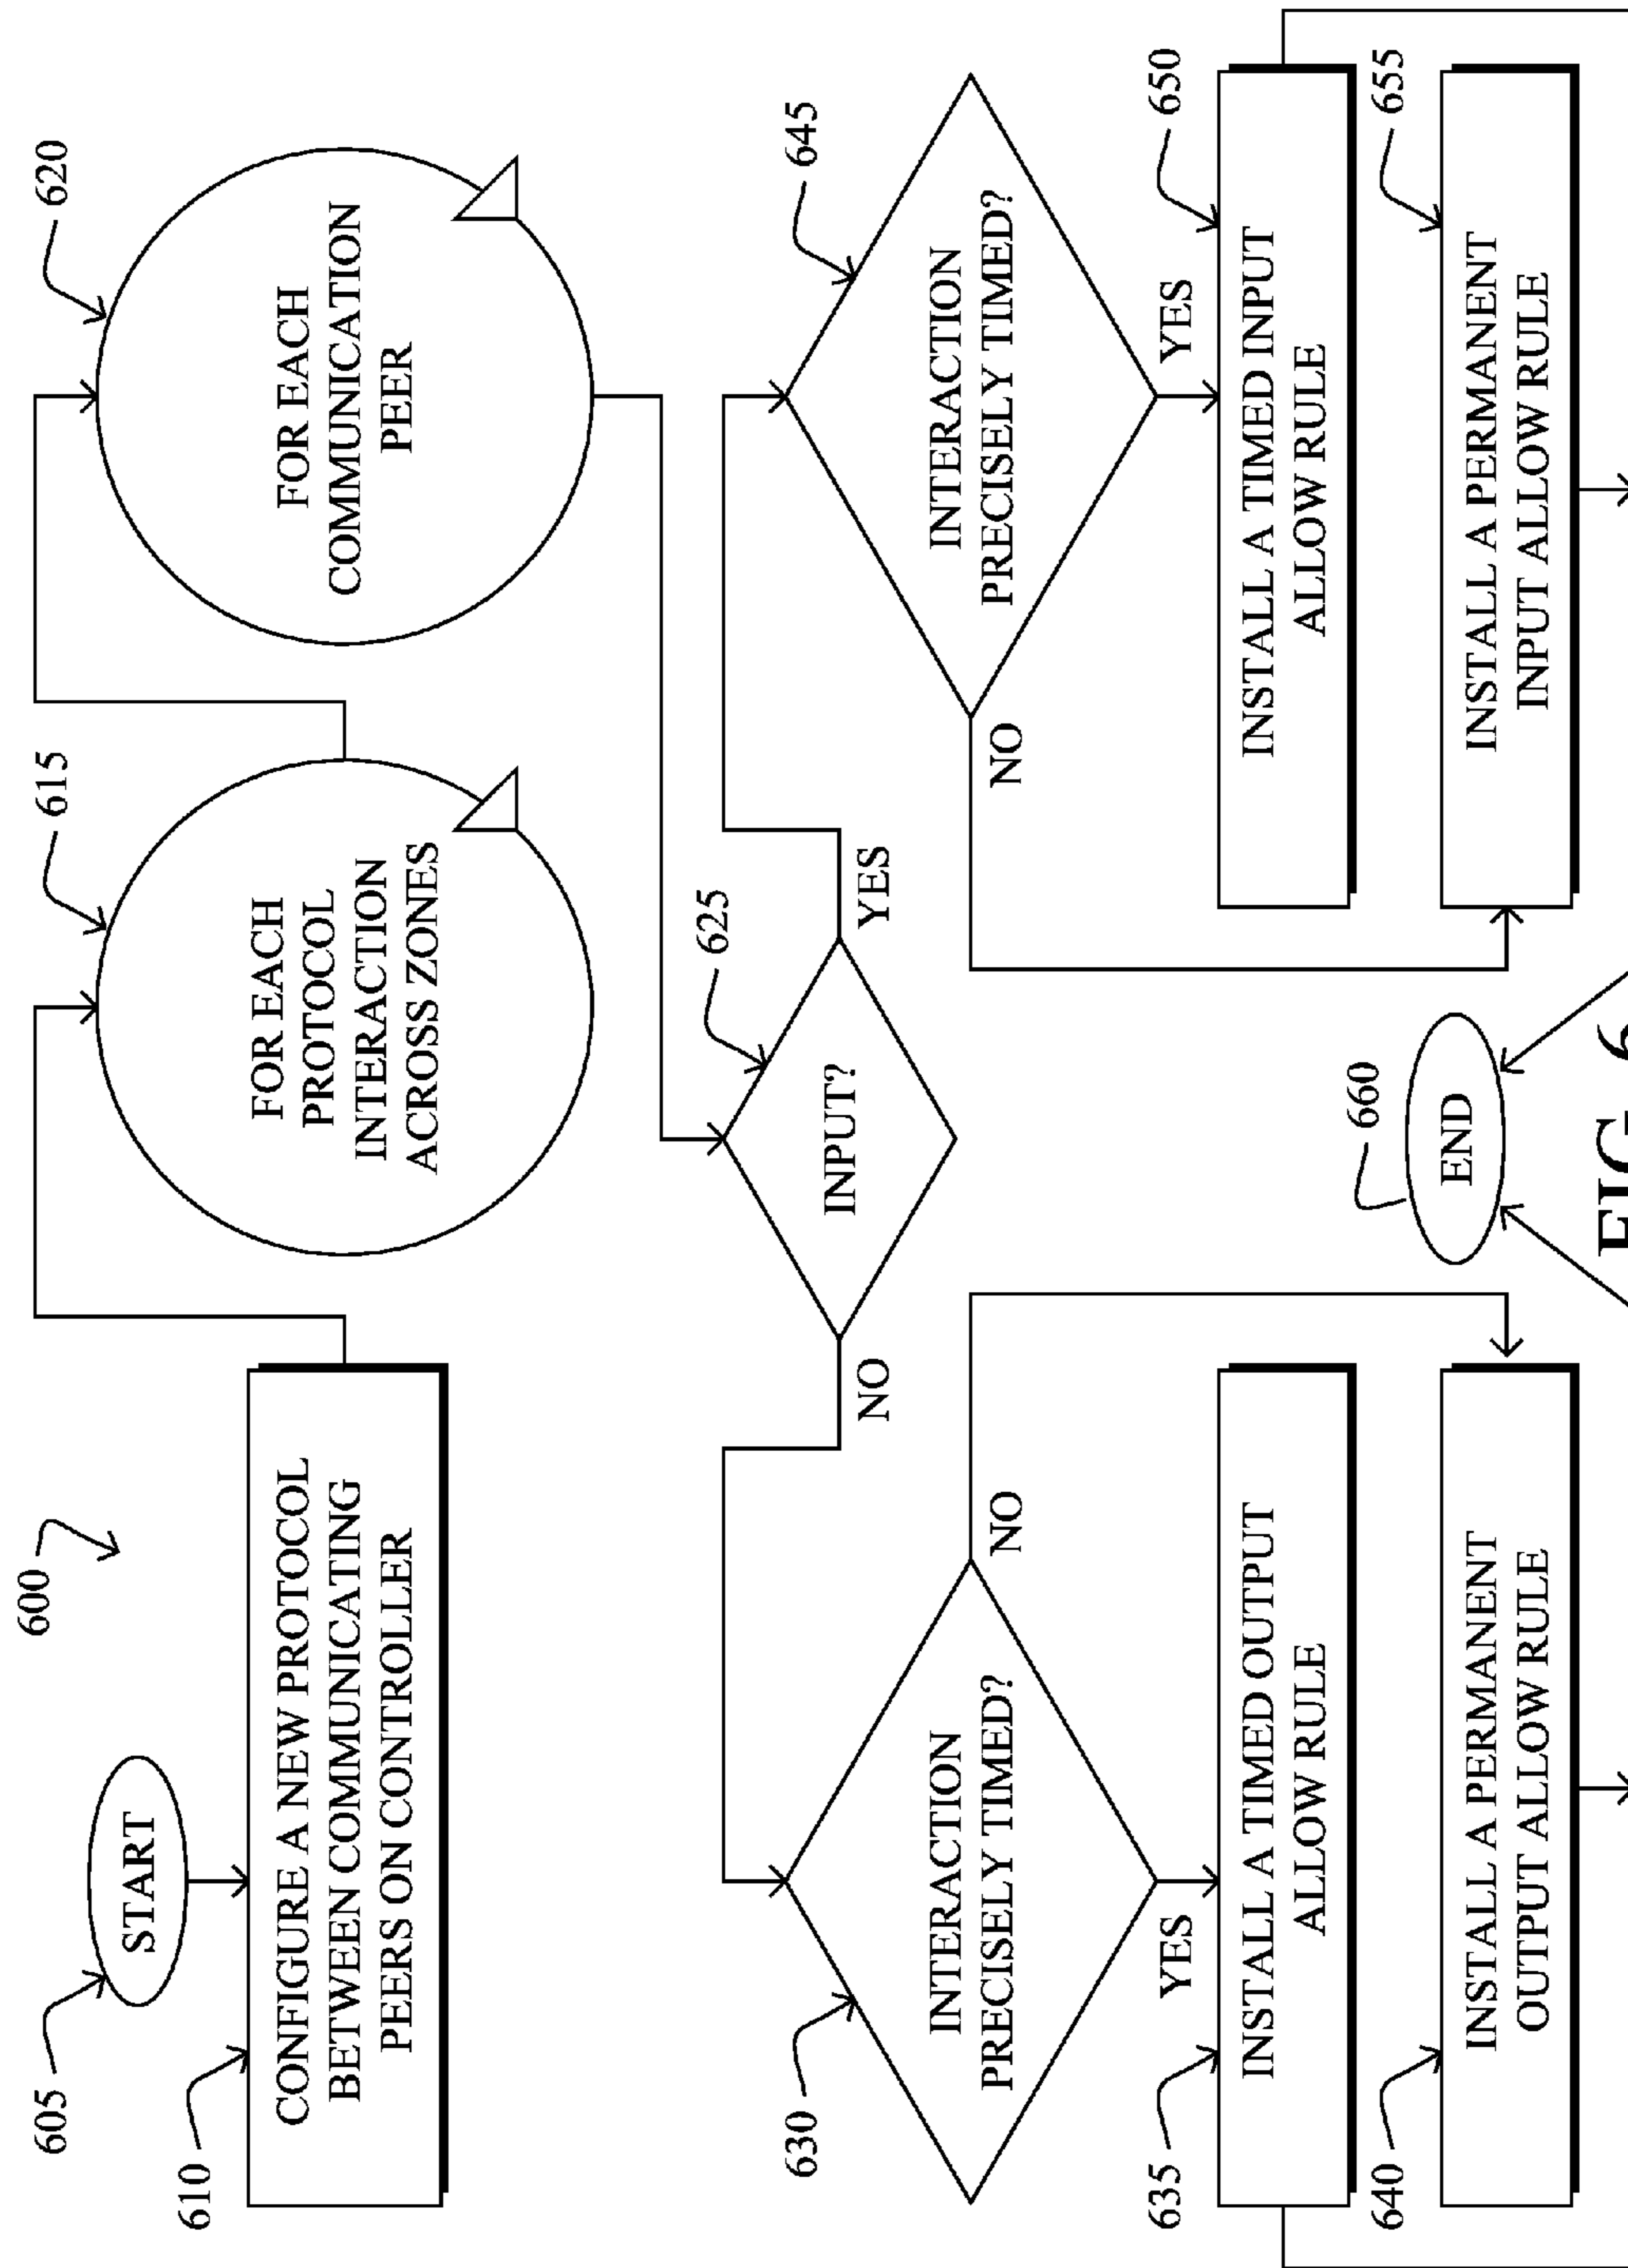 600
605
START
610
CONFIGURE A NEW PROTOCOL
BETWEEN COMMUNICATING
PEERS ON CONTROLLER
615
FOR EACH
PROTOCOL
INTERACTION
ACROSS ZONES
620
FOR EACH
COMMUNICATION
PEER
625
INPUT?
NO
YES
630
INTERACTION
PRECISELY TIMED?
NO
YES
635
INSTALL A TIMED OUTPUT
ALLOW RULE
640
INSTALL A PERMANENT
OUTPUT ALLOW RULE
645
INTERACTION
PRECISELY TIMED?
NO
YES
650
INSTALL A TIMED INPUT
ALLOW RULE
655
INSTALL A PERMANENT
INPUT ALLOW RULE
660
END
FIG. 6